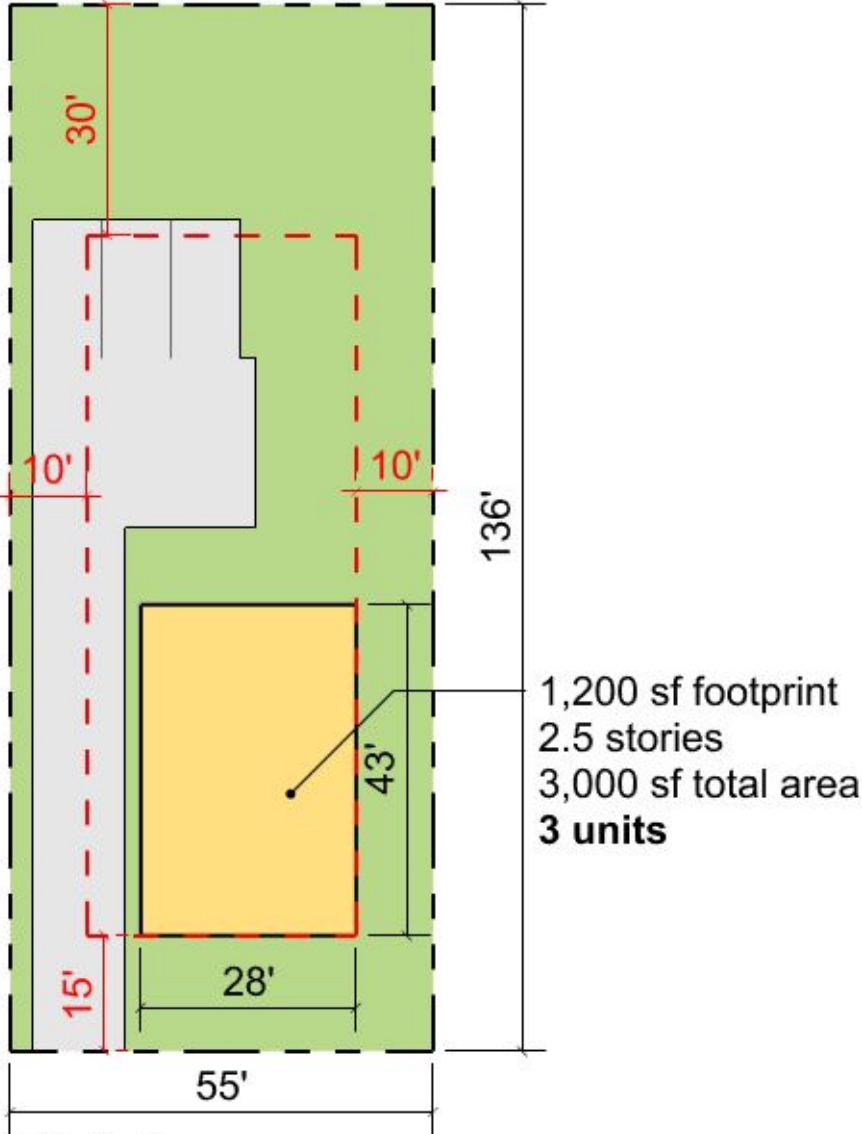 30'
10'
10'
136'
1,200 sf footprint
2.5 stories
3,000 sf total area
3 units
43'
15'
28'
55'